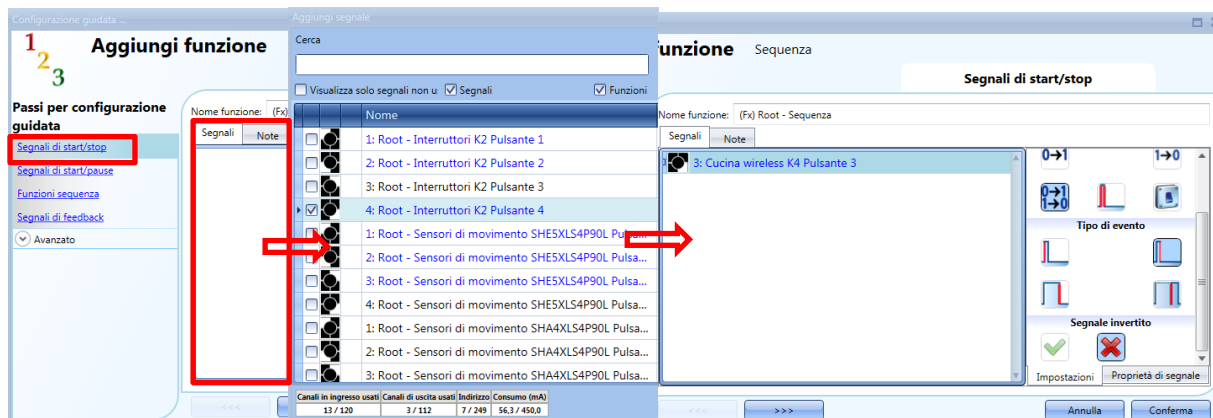 Configurazione guidata ...
1
2
3
Aggiungi funzione
Passi per configurazione
guidata
Segnali di start/stop
Segnali di start/pause
Funzioni sequenza
Segnali di feedback
Avanzato
Nome funzione: (Fx)
Segnali Note
<<<
Aggiungi segnale
Cerca
Visualizza solo segnali non u Segnali Funzioni
Nome
1: Root - Interruttori K2 Pulsante 1
2: Root - Interruttori K2 Pulsante 2
3: Root - Interruttori K2 Pulsante 3
4: Root - Interruttori K2 Pulsante 4
1: Root - Sensori di movimento SHE5XLS4P90L Pulsa...
2: Root - Sensori di movimento SHE5XLS4P90L Pulsa...
3: Root - Sensori di movimento SHE5XLS4P90L Pulsa...
4: Root - Sensori di movimento SHE5XLS4P90L Pulsa...
1: Root - Sensori di movimento SHA4XLS4P90L Pulsa...
2: Root - Sensori di movimento SHA4XLS4P90L Pulsa...
3: Root - Sensori di movimento SHA4XLS4P90L Pulsa...
Canali in ingresso usati Canali di uscita usati Indirizzo Consumo (mA)
13 / 120 3 / 112 7 / 249 56,3 / 450,0
funzione Sequenza
Segnali di start/stop
Nome funzione: (Fx) Root - Sequenza
Segnali Note
3: Cucina wireless K4 Pulsante 3
0→1 1→0
0→1
1→0
Tipo di evento
Segnale invertito
Impostazioni Proprietà di segnale
<<< >>> Annulla Conferma